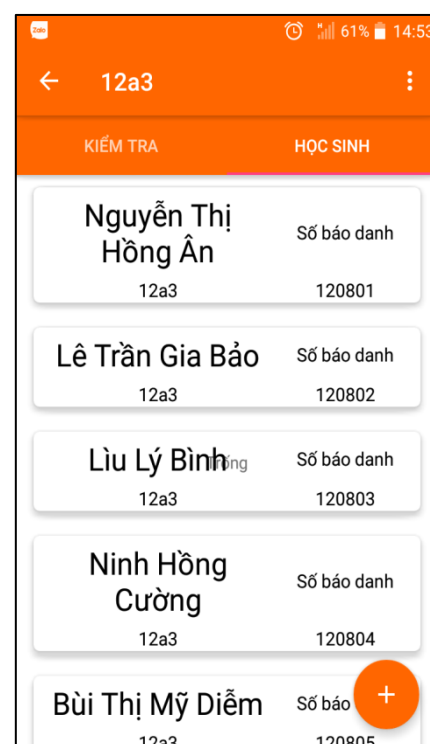 Zalo
61% 14:53
12a3
KIỂM TRA HỌC SINH
Nguyễn Thị
Hồng Ân
Số báo danh
12a3 120801
Lê Trần Gia Bảo Số báo danh
12a3 120802
Lìu Lý Bình Trống Số báo danh
12a3 120803
Ninh Hồng
Cường
Số báo danh
12a3 120804
Bùi Thị Mỹ Diễm Số báo
12a3 120805